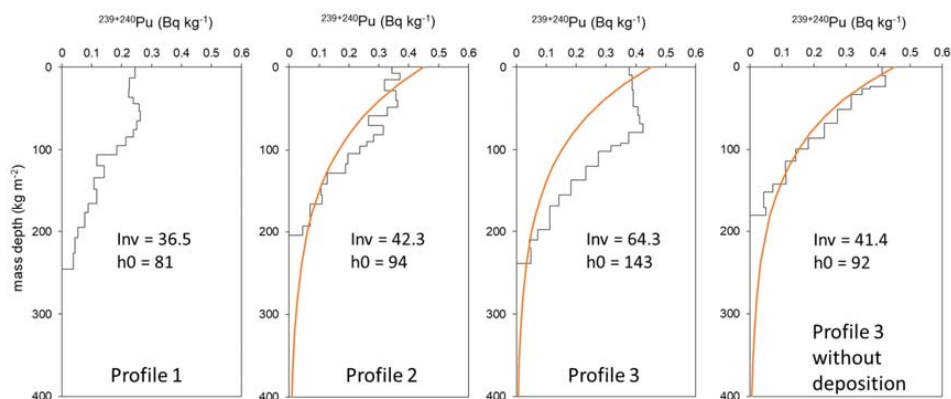 ²³⁹⁺²⁴⁰Pu (Bq kg⁻¹) ²³⁹⁺²⁴⁰Pu (Bq kg⁻¹) ²³⁹⁺²⁴⁰Pu (Bq kg⁻¹) ²³⁹⁺²⁴⁰Pu (Bq kg⁻¹)
0 0.1 0.2 0.3 0.4 0.5 0.6 0 0.1 0.2 0.3 0.4 0.5 0.6 0 0.1 0.2 0.3 0.4 0.5 0.6 0 0.1 0.2 0.3 0.4 0.5 0.6
0 0 0 0
100 100 100 100
mass depth (kg m⁻²)
200 200 200 200
Inv = 36.5 Inv = 42.3 Inv = 64.3 Inv = 41.4
h0 = 81 h0 = 94 h0 = 143 h0 = 92
300 300 300 300
Profile 1 Profile 2 Profile 3 Profile 3
without
deposition
400 400 400 400